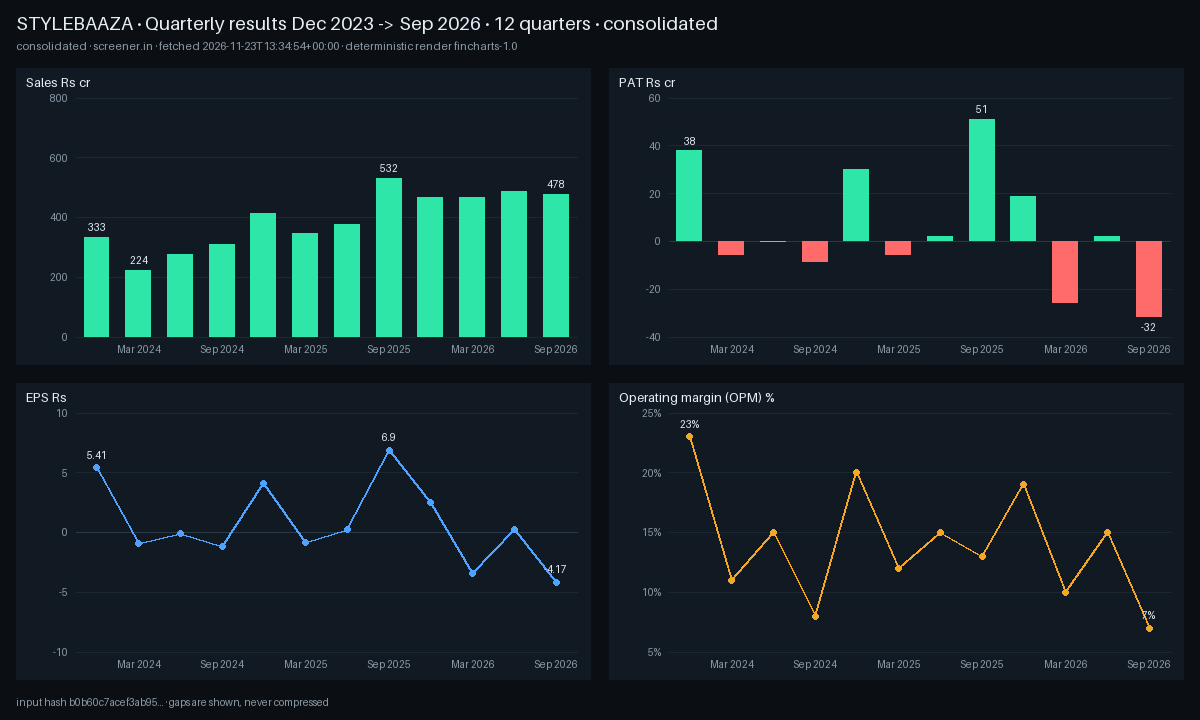 STYLEBAAZA · Quarterly results Dec 2023 -> Sep 2026 · 12 quarters · consolidated
consolidated · screener.in · fetched 2026-11-23T13:34:54+00:00 · deterministic render fincharts-1.0
Sales Rs cr
800
600
400
200
0
333
224
532
478
Mar 2024
Sep 2024
Mar 2025
Sep 2025
Mar 2026
Sep 2026
PAT Rs cr
60
40
20
0
-20
-40
38
51
-32
Mar 2024
Sep 2024
Mar 2025
Sep 2025
Mar 2026
Sep 2026
EPS Rs
10
5
0
-5
-10
5.41
6.9
-4.17
Mar 2024
Sep 2024
Mar 2025
Sep 2025
Mar 2026
Sep 2026
Operating margin (OPM) %
25%
20%
15%
10%
5%
23%
7%
Mar 2024
Sep 2024
Mar 2025
Sep 2025
Mar 2026
Sep 2026
input hash b0b60c7acef3ab95… · gaps are shown, never compressed